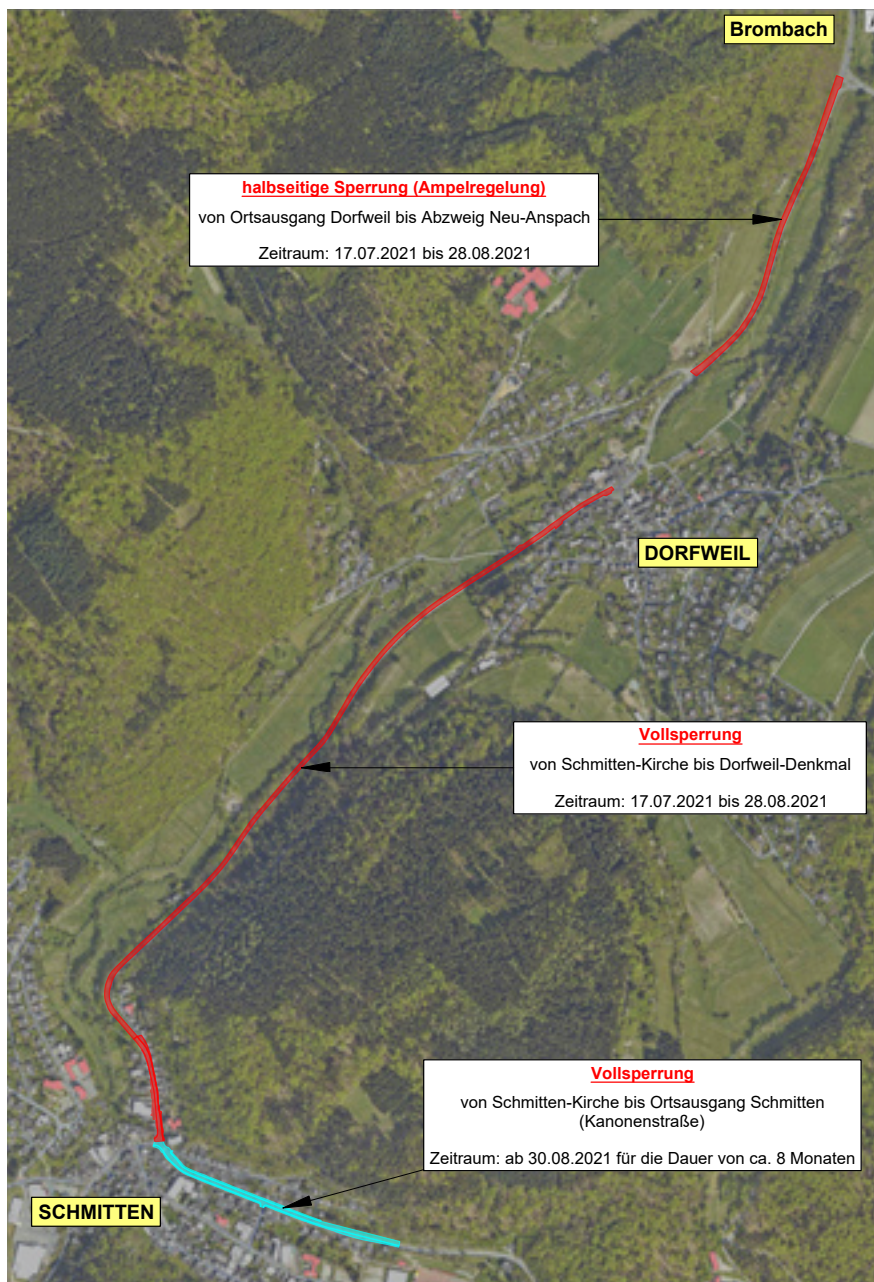 Brombach
halbseitige Sperrung (Ampelregelung)
von Ortsausgang Dorfweil bis Abzweig Neu-Anspach
Zeitraum: 17.07.2021 bis 28.08.2021
DORFWEIL
Vollsperrung
von Schmitten-Kirche bis Dorfweil-Denkmal
Zeitraum: 17.07.2021 bis 28.08.2021
Vollsperrung
von Schmitten-Kirche bis Ortsausgang Schmitten
(Kanonenstraße)
Zeitraum: ab 30.08.2021 für die Dauer von ca. 8 Monaten
SCHMITTEN